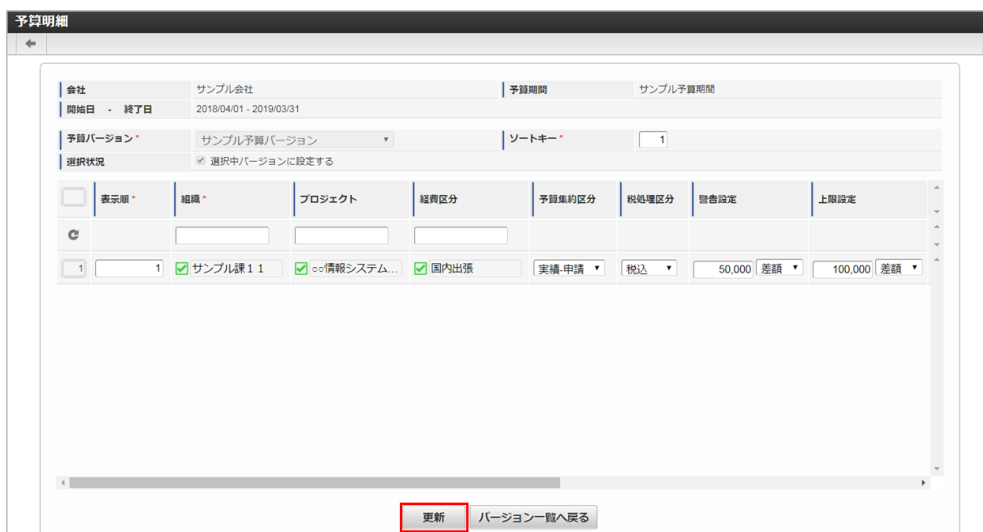 予算明細
会社 サンプル会社 予算期間 サンプル予算期間
開始日 - 終了日 2018/04/01 - 2019/03/31
予算バージョン* サンプル予算バージョン ソートキー* 1
選択状況 選択中バージョンに設定する
表示順* 組織* プロジェクト 経費区分 予算集約区分 税処理区分 警告設定 上限設定
1 1 サンプル課11 ○○情報システム... 国内出張 実績-申請 税込 50,000 差額 100,000 差額
更新 バージョン一覧へ戻る